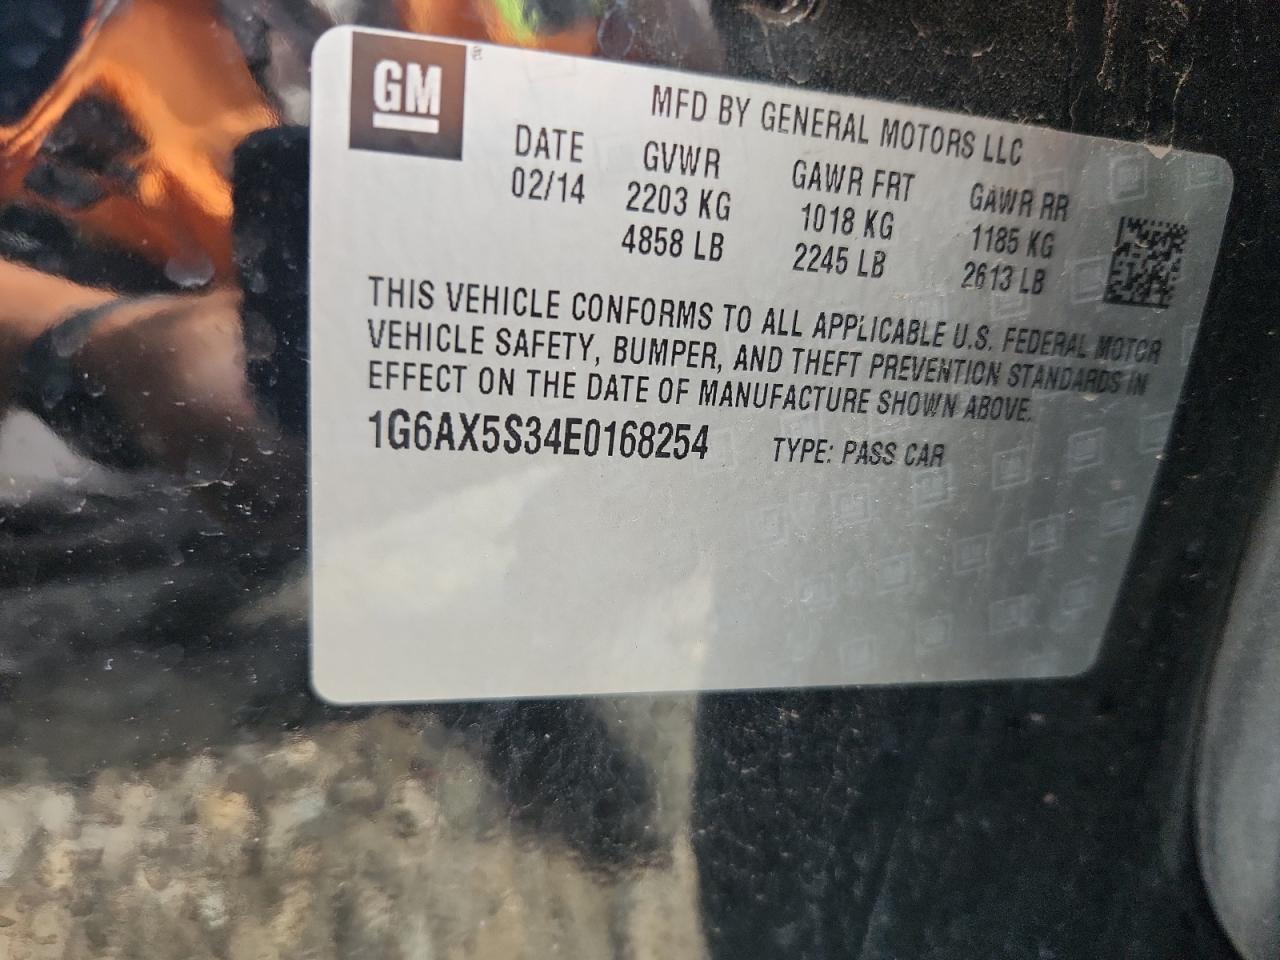 GM
MFD BY GENERAL MOTORS LLC
DATE GVWR GAWR FRT GAWR RR
02/14 2203 KG 1018 KG 1185 KG
4858 LB 2245 LB 2613 LB
THIS VEHICLE CONFORMS TO ALL APPLICABLE U.S. FEDERAL MOTOR
VEHICLE SAFETY, BUMPER, AND THEFT PREVENTION STANDARDS IN
EFFECT ON THE DATE OF MANUFACTURE SHOWN ABOVE.
1G6AX5S34E0168254 TYPE: PASS CAR